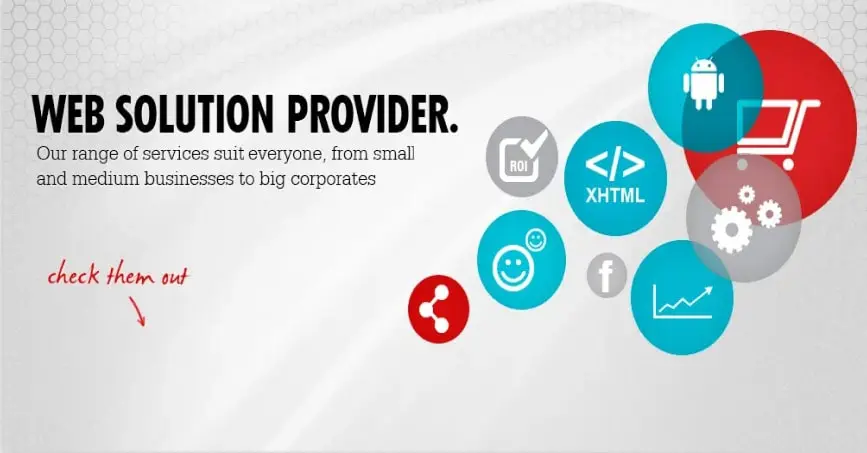 WEB SOLUTION PROVIDER.
Our range of services suit everyone, from small
and medium businesses to big corporates
ROI
</>
XHTML
f
check them out